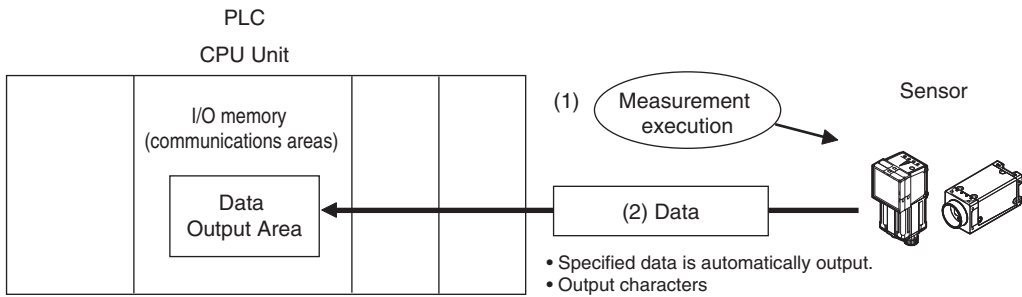 PLC
CPU Unit
I/O memory
(communications areas)
Data
Output Area
(1)
Measurement
execution
Sensor
(2) Data
• Specified data is automatically output.
• Output characters